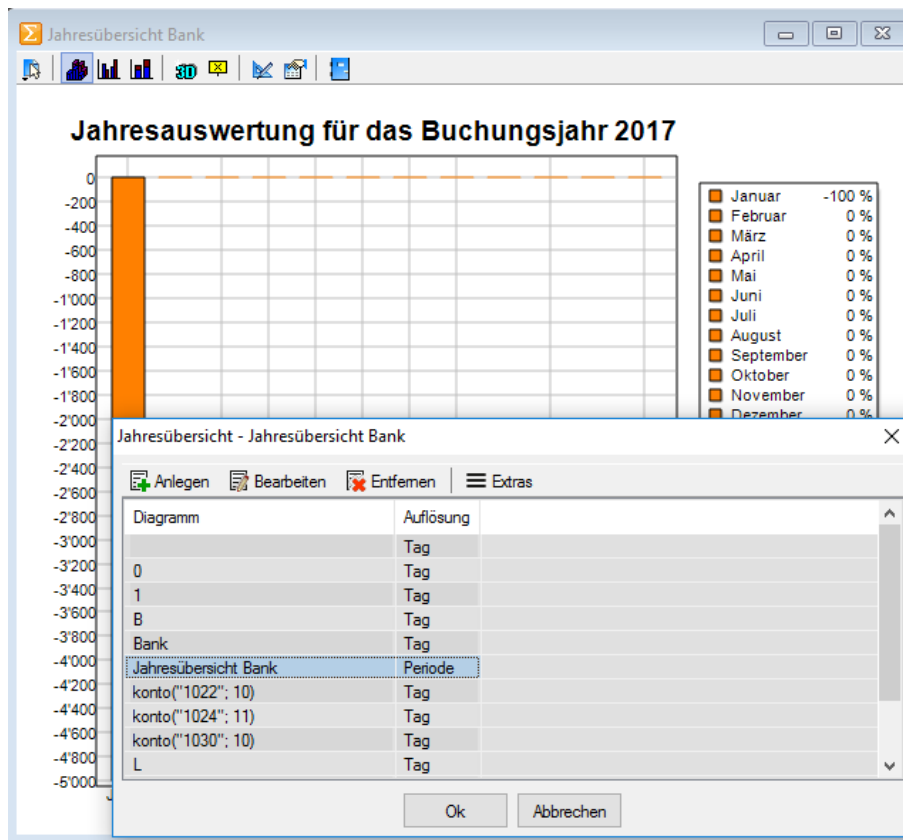 Jahresübersicht Bank
3D
Jahresauswertung für das Buchungsjahr 2017
0
-200
-400
-600
-800
-1'000
-1'200
-1'400
-1'600
-1'800
-2'000
-2'200
-2'400
-2'600
-2'800
-3'000
-3'200
-3'400
-3'600
-3'800
-4'000
-4'200
-4'400
-4'600
-4'800
-5'000
Januar -100 %
Februar 0 %
März 0 %
April 0 %
Mai 0 %
Juni 0 %
Juli 0 %
August 0 %
September 0 %
Oktober 0 %
November 0 %
Dezember 0 %
Jahresübersicht - Jahresübersicht Bank
Anlegen Bearbeiten Entfernen Extras
Diagramm Auflösung
Tag
0 Tag
1 Tag
B Tag
Bank Tag
Jahresübersicht Bank Periode
konto("1022"; 10) Tag
konto("1024"; 11) Tag
konto("1030"; 10) Tag
L Tag
Ok Abbrechen